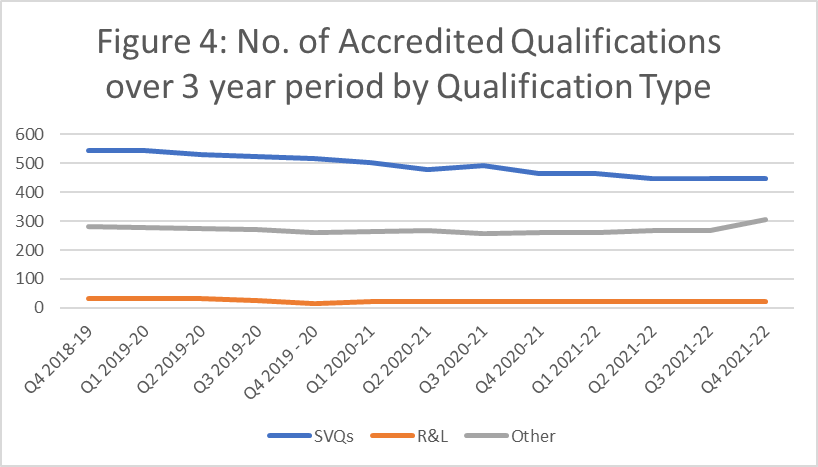 Figure 4: No. of Accredited Qualifications
over 3 year period by Qualification Type
600
500
400
300
200
100
0
Q4 2018-19
Q1 2019-20
Q2 2019-20
Q3 2019-20
Q4 2019 - 20
Q1 2020-21
Q2 2020-21
Q3 2020-21
Q4 2020-21
Q1 2021-22
Q2 2021-22
Q3 2021-22
Q4 2021-22
SVQs R&L Other